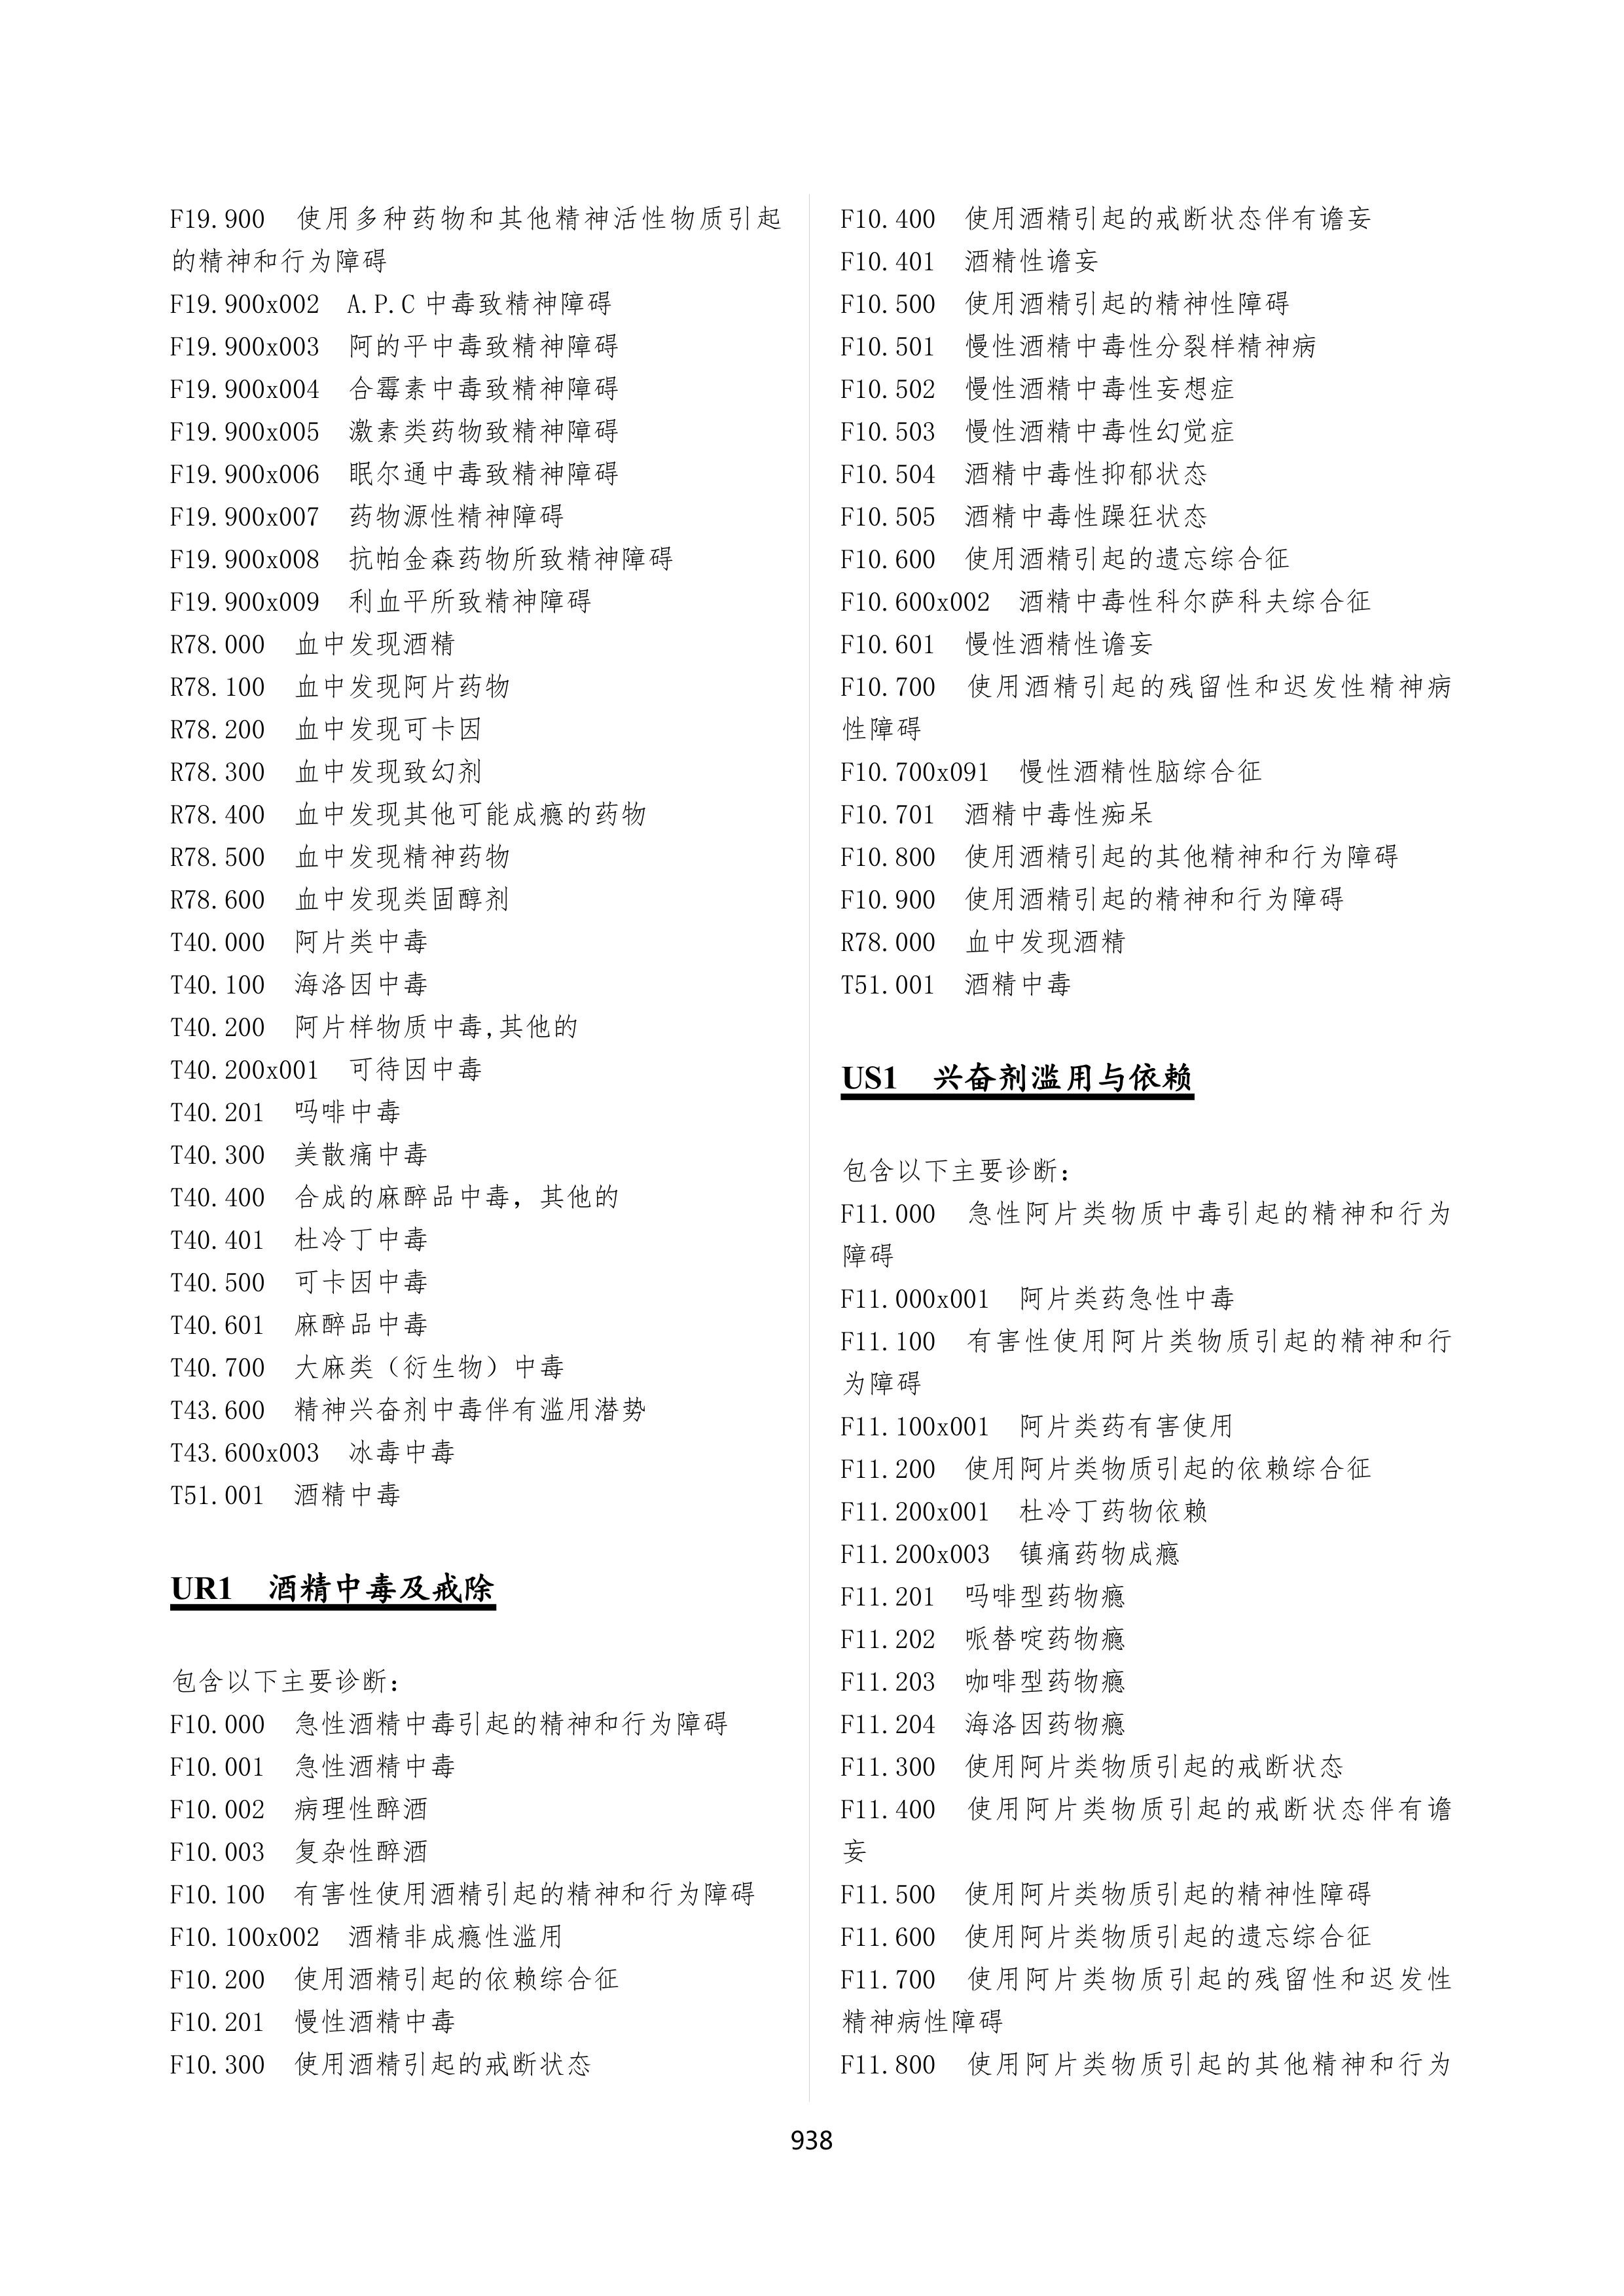 F19.900 使用多种药物和其他精神活性物质引起
的精神和行为障碍
F19.900x002 A.P.C 中毒致精神障碍
F19.900x003 阿的平中毒致精神障碍
F19.900x004 合霉素中毒致精神障碍
F19.900x005 激素类药物致精神障碍
F19.900x006 眠尔通中毒致精神障碍
F19.900x007 药物源性精神障碍
F19.900x008 抗帕金森药物所致精神障碍
F19.900x009 利血平所致精神障碍
R78.000 血中发现酒精
R78.100 血中发现阿片药物
R78.200 血中发现可卡因
R78.300 血中发现致幻剂
R78.400 血中发现其他可能成瘾的药物
R78.500 血中发现精神药物
R78.600 血中发现类固醇剂
T40.000 阿片类中毒
T40.100 海洛因中毒
T40.200 阿片样物质中毒,其他的
T40.200x001 可待因中毒
T40.201 吗啡中毒
T40.300 美散痛中毒
T40.400 合成的麻醉品中毒，其他的
T40.401 杜冷丁中毒
T40.500 可卡因中毒
T40.601 麻醉品中毒
T40.700 大麻类（衍生物）中毒
T43.600 精神兴奋剂中毒伴有滥用潜势
T43.600x003 冰毒中毒
T51.001 酒精中毒
UR1 酒精中毒及戒除
包含以下主要诊断：
F10.000 急性酒精中毒引起的精神和行为障碍
F10.001 急性酒精中毒
F10.002 病理性醉酒
F10.003 复杂性醉酒
F10.100 有害性使用酒精引起的精神和行为障碍
F10.100x002 酒精非成瘾性滥用
F10.200 使用酒精引起的依赖综合征
F10.201 慢性酒精中毒
F10.300 使用酒精引起的戒断状态
F10.400 使用酒精引起的戒断状态伴有谵妄
F10.401 酒精性谵妄
F10.500 使用酒精引起的精神性障碍
F10.501 慢性酒精中毒性分裂样精神病
F10.502 慢性酒精中毒性妄想症
F10.503 慢性酒精中毒性幻觉症
F10.504 酒精中毒性抑郁状态
F10.505 酒精中毒性躁狂状态
F10.600 使用酒精引起的遗忘综合征
F10.600x002 酒精中毒性科尔萨科夫综合征
F10.601 慢性酒精性谵妄
F10.700 使用酒精引起的残留性和迟发性精神病
性障碍
F10.700x091 慢性酒精性脑综合征
F10.701 酒精中毒性痴呆
F10.800 使用酒精引起的其他精神和行为障碍
F10.900 使用酒精引起的精神和行为障碍
R78.000 血中发现酒精
T51.001 酒精中毒
US1 兴奋剂滥用与依赖
包含以下主要诊断：
F11.000 急性阿片类物质中毒引起的精神和行为
障碍
F11.000x001 阿片类药急性中毒
F11.100 有害性使用阿片类物质引起的精神和行
为障碍
F11.100x001 阿片类药有害使用
F11.200 使用阿片类物质引起的依赖综合征
F11.200x001 杜冷丁药物依赖
F11.200x003 镇痛药物成瘾
F11.201 吗啡型药物瘾
F11.202 哌替啶药物瘾
F11.203 咖啡型药物瘾
F11.204 海洛因药物瘾
F11.300 使用阿片类物质引起的戒断状态
F11.400 使用阿片类物质引起的戒断状态伴有谵
妄
F11.500 使用阿片类物质引起的精神性障碍
F11.600 使用阿片类物质引起的遗忘综合征
F11.700 使用阿片类物质引起的残留性和迟发性
精神病性障碍
F11.800 使用阿片类物质引起的其他精神和行为
938